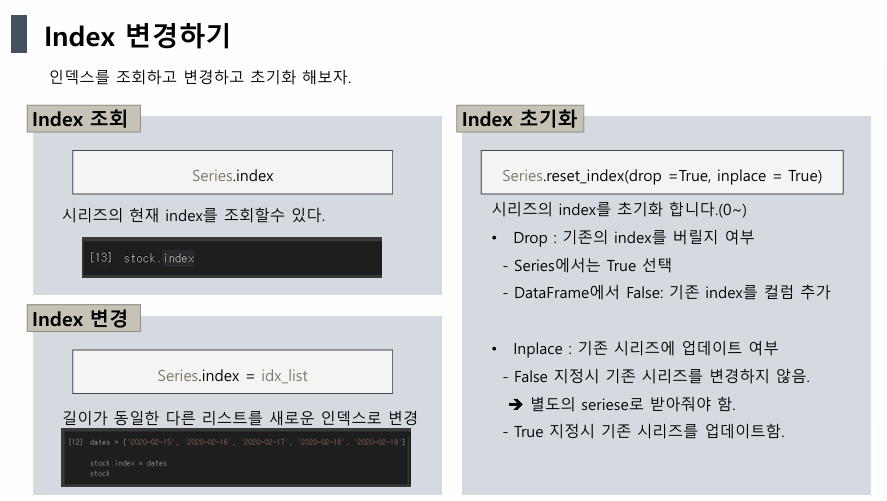 Index 변경하기
인덱스를 조회하고 변경하고 초기화 해보자.
Index 조회
Series.index
시리즈의 현재 index를 조회할수 있다.
[13] stock.index
Index 변경
Series.index = idx_list
길이가 동일한 다른 리스트를 새로운 인덱스로 변경
[12] dates = ['2020-02-15', '2020-02-16', '2020-02-17', '2020-02-18', '2020-02-19']
stock.index = dates
stock
Index 초기화
Series.reset_index(drop =True, inplace = True)
시리즈의 index를 초기화 합니다.(0~)
• Drop : 기존의 index를 버릴지 여부
- Series에서는 True 선택
- DataFrame에서 False: 기존 index를 컬럼 추가
• Inplace : 기존 시리즈에 업데이트 여부
- False 지정시 기존 시리즈를 변경하지 않음.
➔ 별도의 seriese로 받아줘야 함.
- True 지정시 기존 시리즈를 업데이트함.